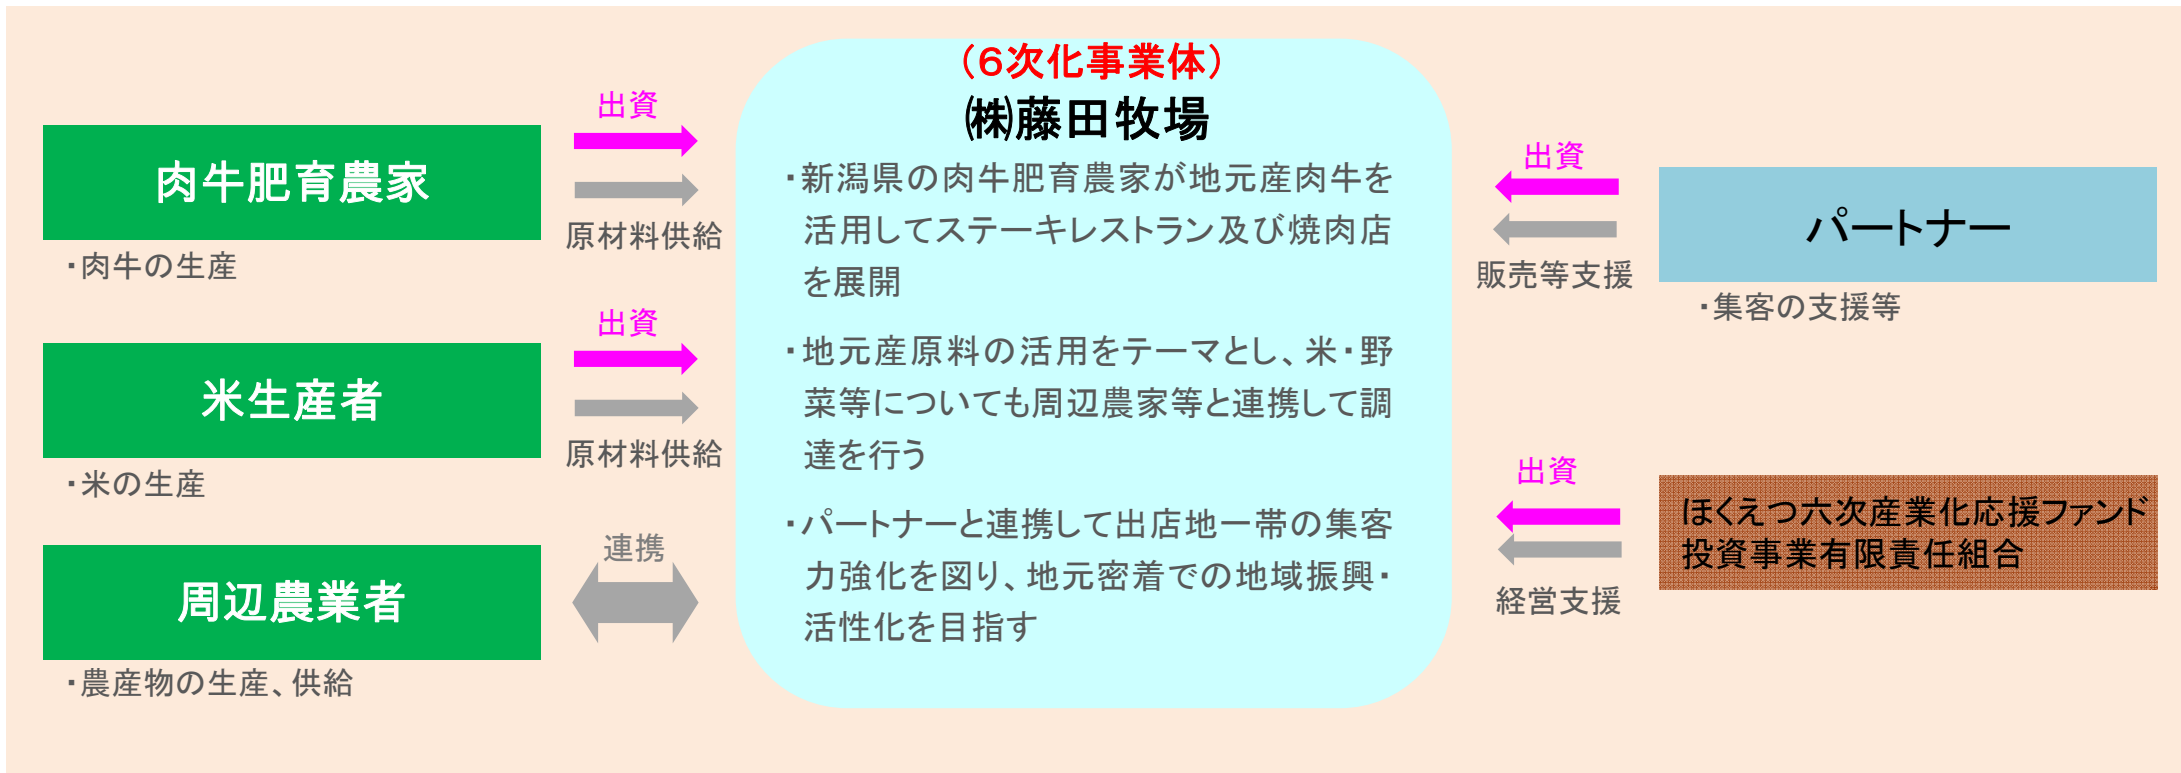 出資
肉牛肥育農家
原材料供給
・肉牛の生産
出資
米生産者
原材料供給
・米の生産
連携
周辺農業者
・農産物の生産、供給
（６次化事業体）
㈱藤田牧場
・新潟県の肉牛肥育農家が地元産肉牛を
活用してステーキレストラン及び焼肉店
を展開
・地元産原料の活用をテーマとし、米・野
菜等についても周辺農家等と連携して調
達を行う
・パートナーと連携して出店地一帯の集客
力強化を図り、地元密着での地域振興・
活性化を目指す
出資
パートナー
販売等支援
・集客の支援等
出資
ほくえつ六次産業化応援ファンド
投資事業有限責任組合
経営支援